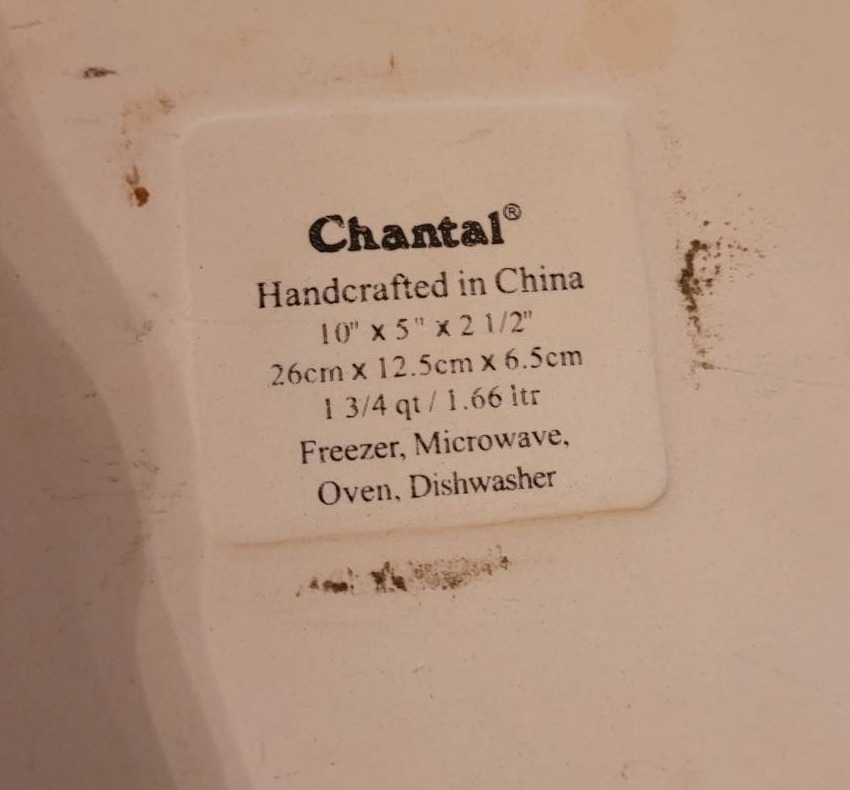 Chantal®
Handcrafted in China
10" x 5" x 2 1/2"
26cm x 12.5cm x 6.5cm
1 3/4 qt / 1.66 ltr
Freezer, Microwave,
Oven, Dishwasher